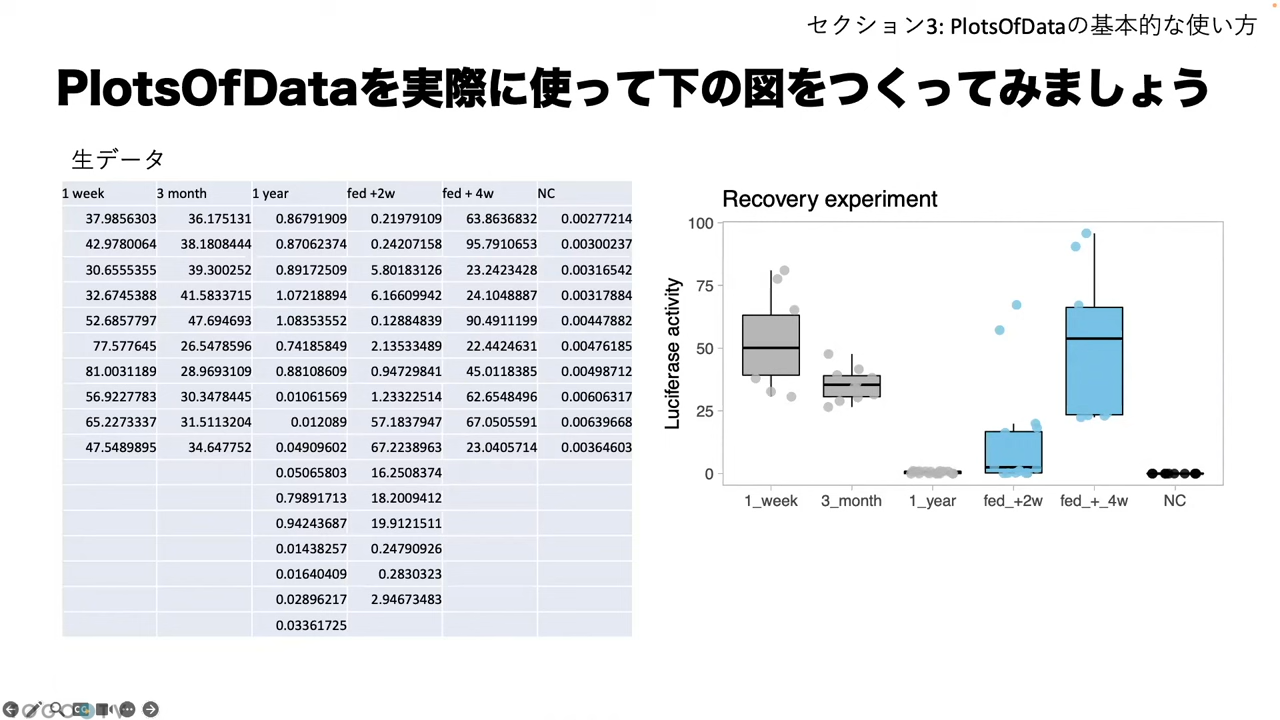 セクション3: PlotsOfDataの基本的な使い方
PlotsOfDataを実際に使って下の図をつくってみましょう
生データ
1 week 3 month 1 year fed +2w fed + 4w NC
37.9856303 36.175131 0.86791909 0.21979109 63.8636832 0.00277214
42.9780064 38.1808444 0.87062374 0.24207158 95.7910653 0.00300237
30.6555355 39.300252 0.89172509 5.80183126 23.2423428 0.00316542
32.6745388 41.5833715 1.07218894 6.16609942 24.1048887 0.00317884
52.6857797 47.694693 1.08353552 0.12884839 90.4911199 0.00447882
77.577645 26.5478596 0.74185849 2.13533489 22.4424631 0.00476185
81.0031189 28.9693109 0.88108609 0.94729841 45.0118385 0.00498712
56.9227783 30.3478445 0.01061569 1.23322514 62.6548496 0.00606317
65.2273337 31.5113204 0.012089 57.1837947 67.0505591 0.00639668
47.5489895 34.647752 0.04909602 67.2238963 23.0405714 0.00364603
0.05065803 16.2508374
0.79891713 18.2009412
0.94243687 19.9121511
0.01438257 0.24790926
0.01640409 0.2830323
0.02896217 2.94673483
0.03361725
Recovery experiment
Luciferase activity
100
75
50
25
0
1_week 3_month 1_year fed_+2w fed_+_4w NC